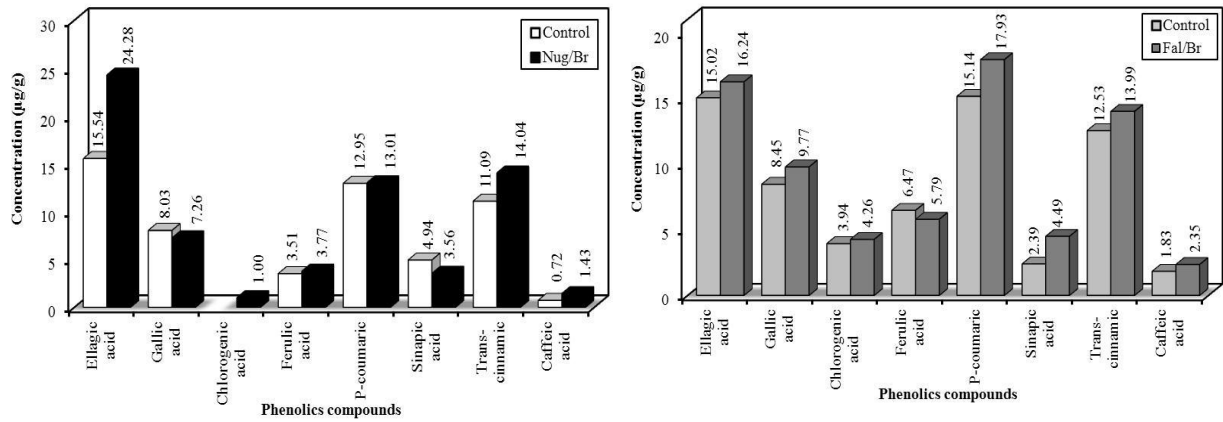 Concentration (µg/g)
30
25
20
15
10
5
0
Control
Nug/Br
15.54
24.28
8.03
7.26
1.00
3.51
3.77
12.95
13.01
4.94
3.56
11.09
14.04
0.72
1.43
Ellagic
acid
Gallic
acid
Chlorogenic
acid
Ferulic
acid
P-coumaric
Sinapic
acid
Trans-
cinnamic
Caffeic
acid
Phenolics compounds
Concentration (µg/g)
20
15
10
5
0
Control
Fal/Br
15.02
16.24
8.45
9.77
3.94
4.26
6.47
5.79
15.14
17.93
2.39
4.49
12.53
13.99
1.83
2.35
Ellagic
acid
Gallic
acid
Chlorogenic
acid
Ferulic
acid
P-coumaric
Sinapic
acid
Trans-
cinnamic
Caffeic
acid
Phenolics compounds